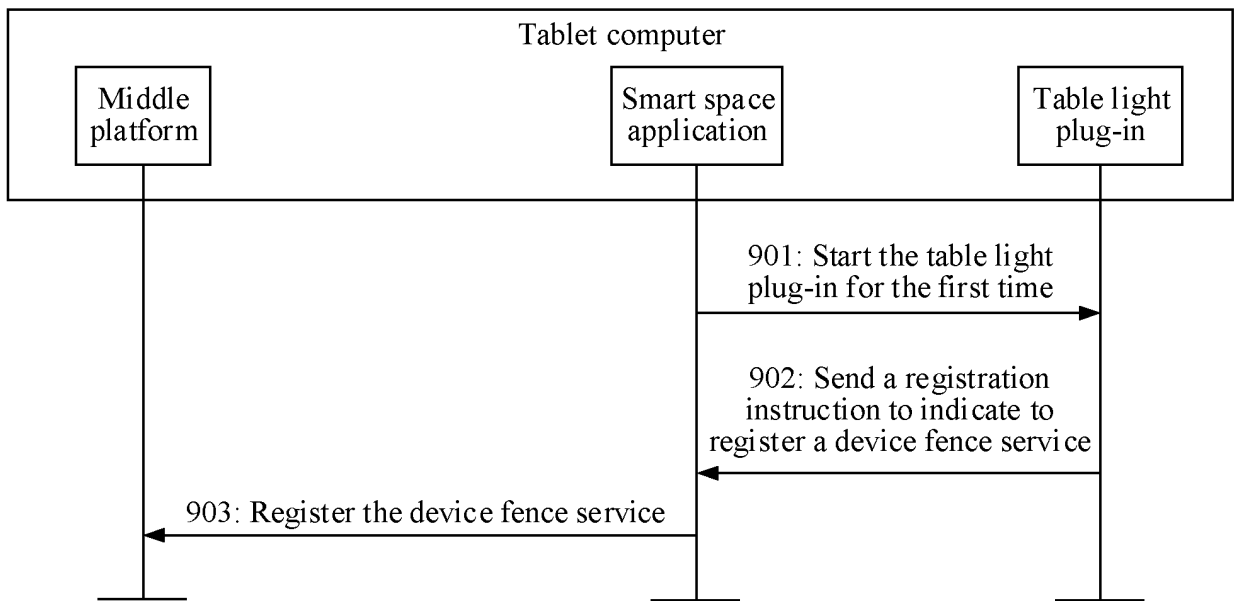 Tablet computer
Middle
platform
Smart space
application
Table light
plug-in
901: Start the table light
plug-in for the first time
902: Send a registration
instruction to indicate to
register a device fence service
903: Register the device fence service